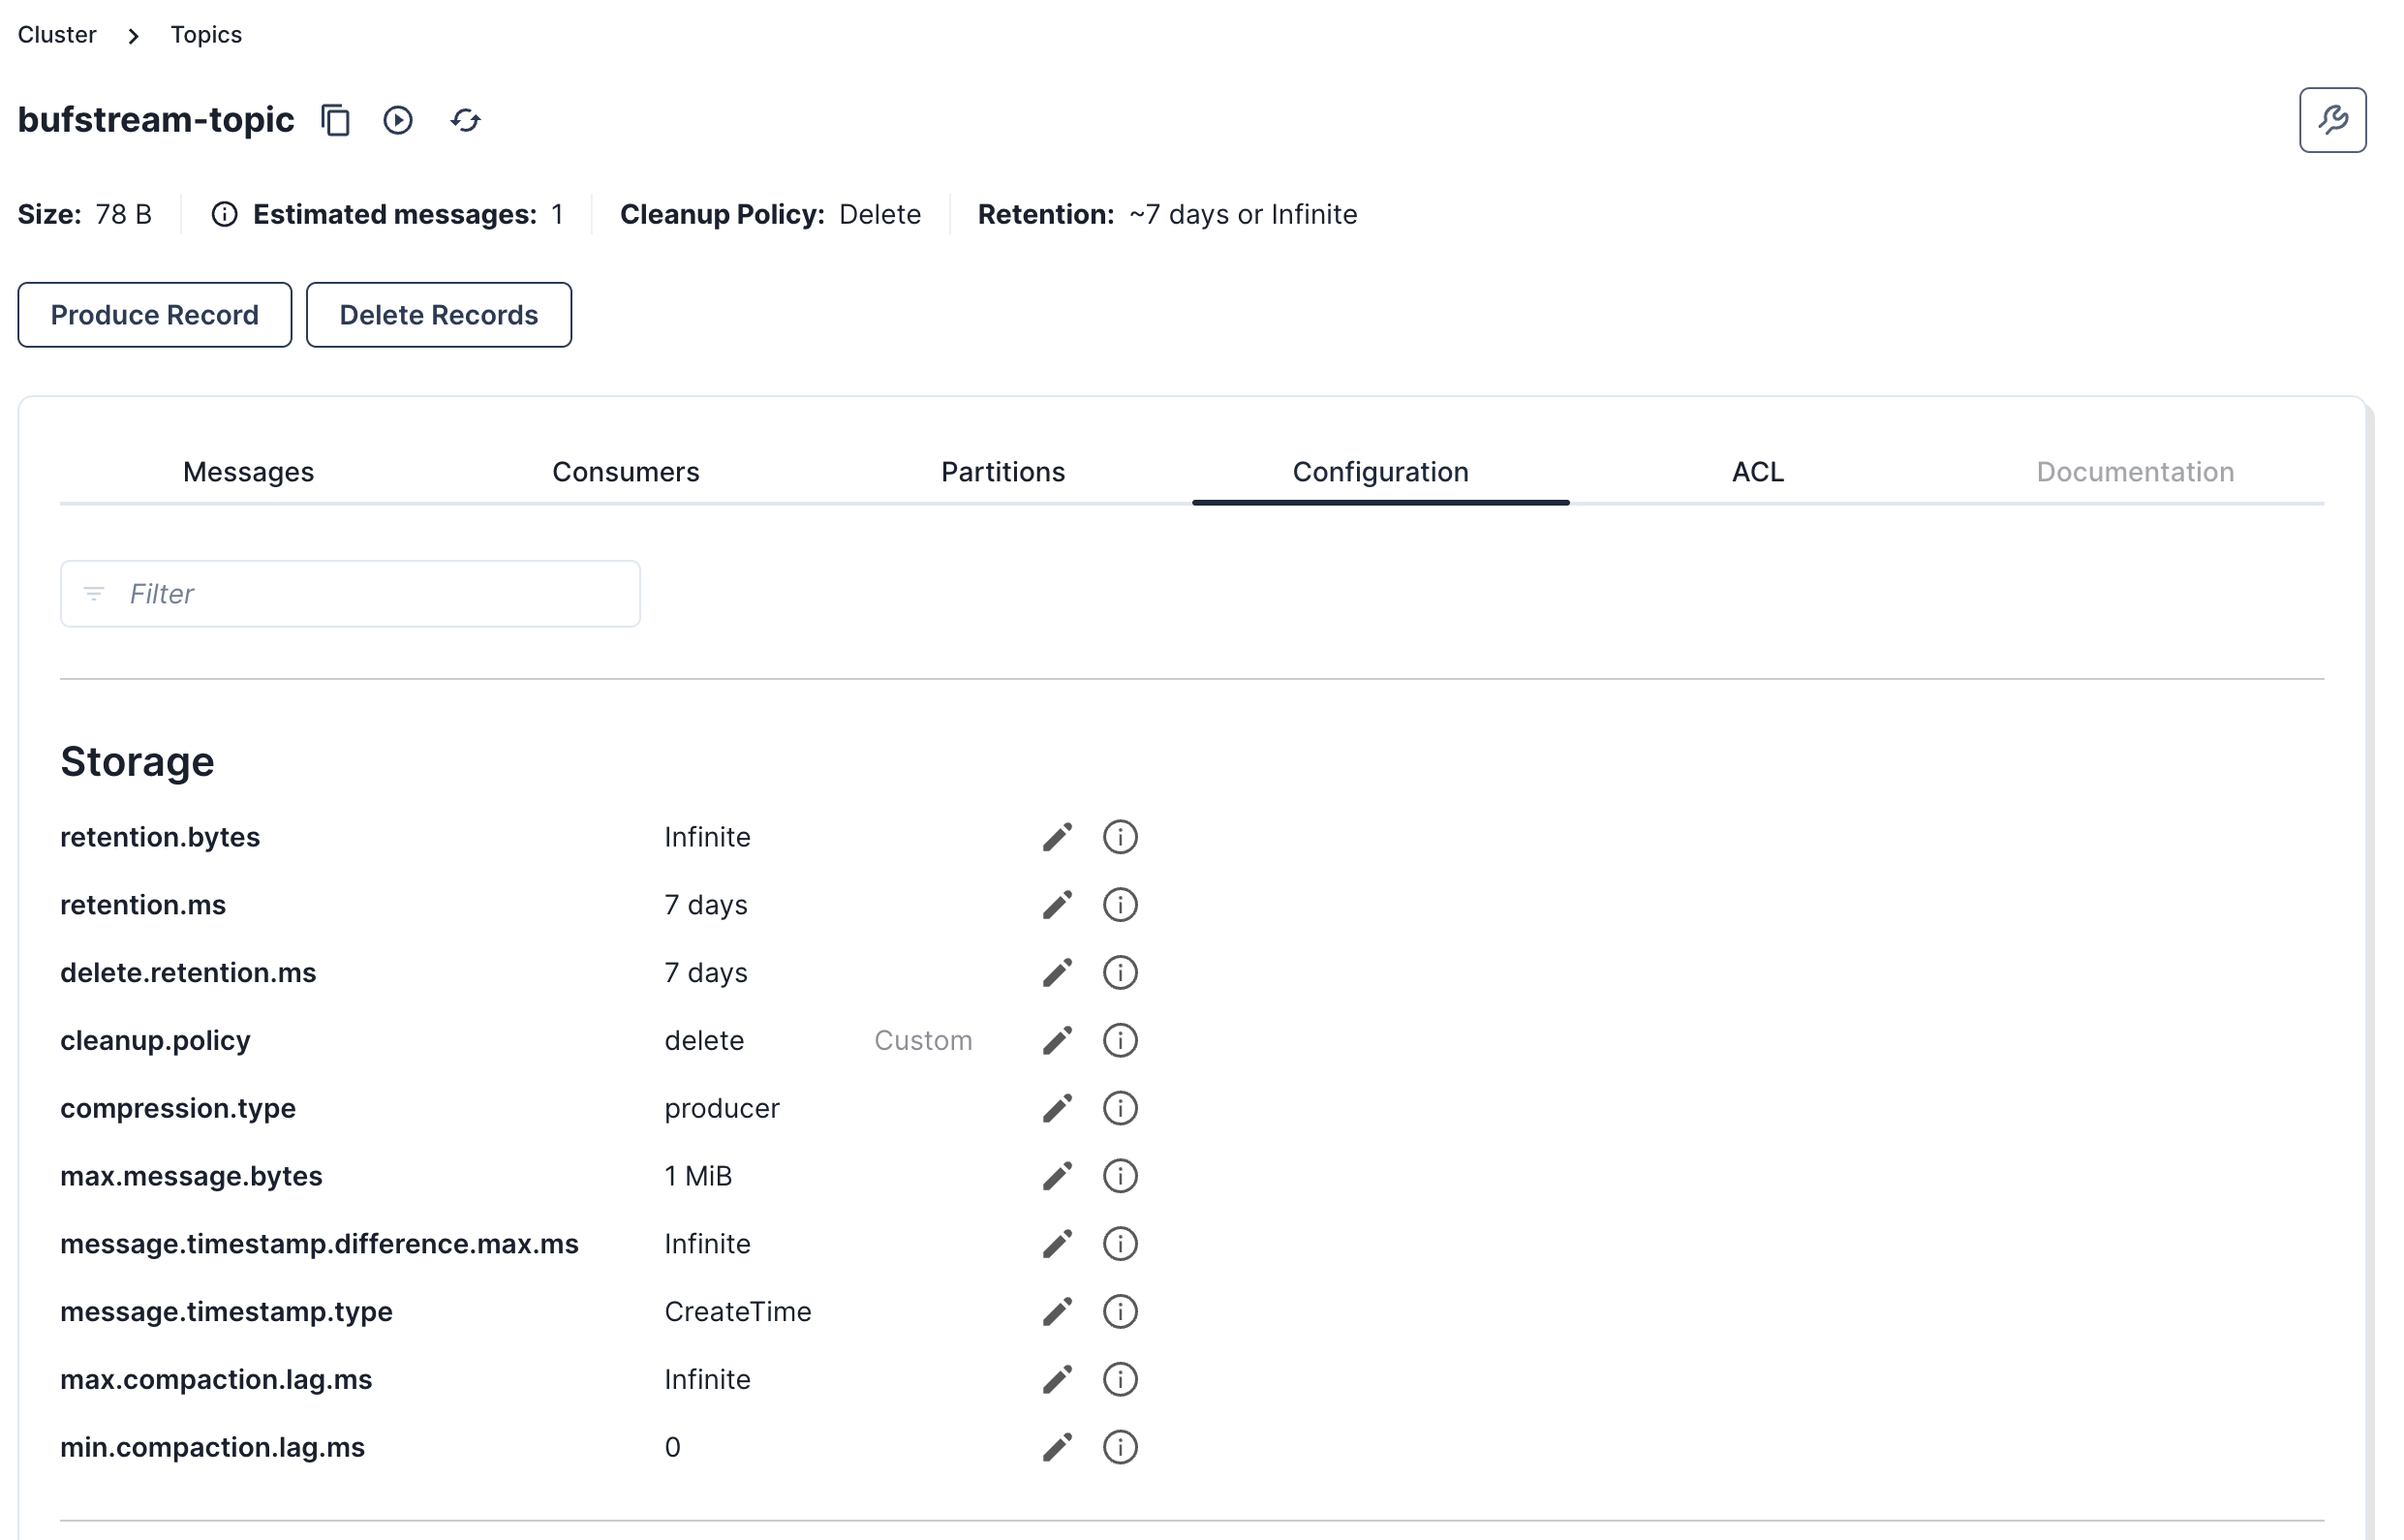 Cluster > Topics
bufstream-topic
Size: 78 B Estimated messages: 1 Cleanup Policy: Delete Retention: ~7 days or Infinite
Produce Record Delete Records
Messages Consumers Partitions Configuration ACL Documentation
Filter
Storage
retention.bytes Infinite
retention.ms 7 days
delete.retention.ms 7 days
cleanup.policy delete Custom
compression.type producer
max.message.bytes 1 MiB
message.timestamp.difference.max.ms Infinite
message.timestamp.type CreateTime
max.compaction.lag.ms Infinite
min.compaction.lag.ms 0